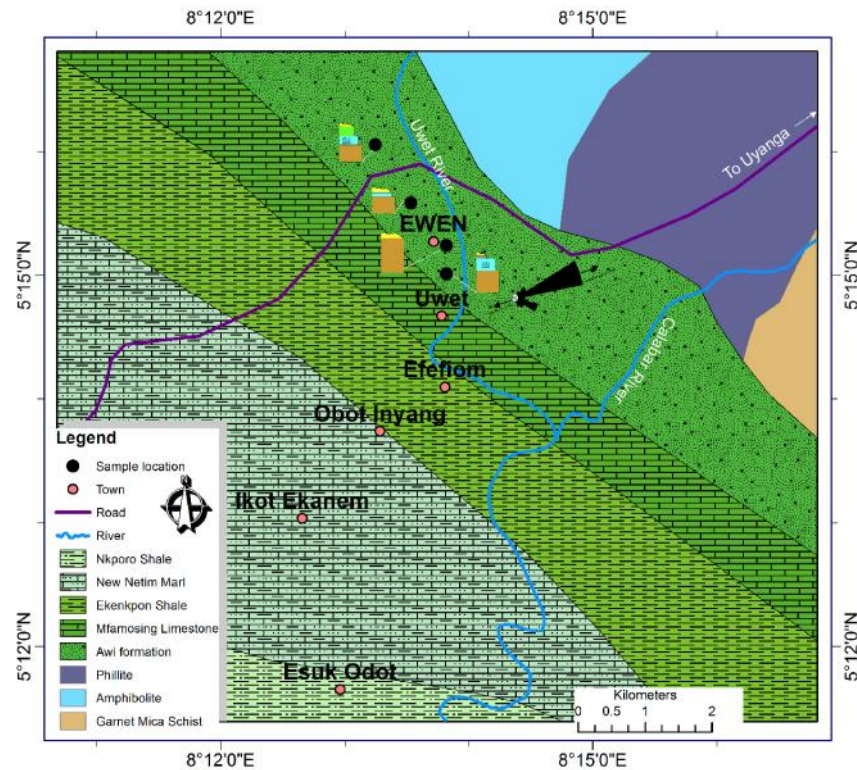 8°12'0"E
8°15'0"E
Uwet River
To Uyanga
EWEN
5°15'0"N
5°15'0"N
Uwet
Calabar River
Efefiom
Obot Inyang
Legend
Sample location
Town
Road
River
Nkporo Shale
New Netim Marl
Ekenkpon Shale
Mfamosing Limestone
Awi formation
Phillite
Amphibolite
Garnet Mica Schist
Ikot Ekanem
5°12'0"N
5°12'0"N
Esuk Odot
Kilometers
0 0.5 1 2
8°12'0"E
8°15'0"E